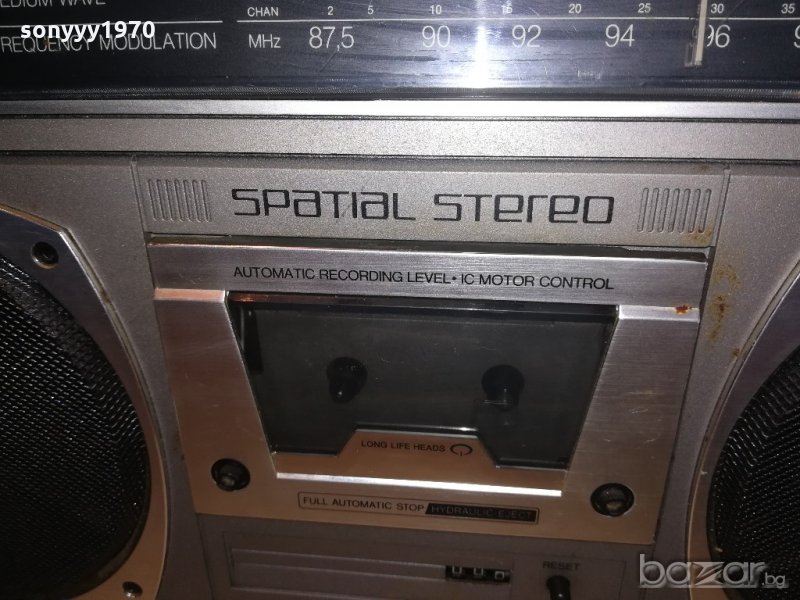 MEDIUM WAVE
CHAN 2 5 10 15 20 25 30 35
FREQUENCY MODULATION MHz 87,5 90 92 94 96
sonyyy1970
SPATIAL STEREO
AUTOMATIC RECORDING LEVEL • IC MOTOR CONTROL
LONG LIFE HEADS
FULL AUTOMATIC STOP HYDRAULIC EJECT
RESET
bazar.bg